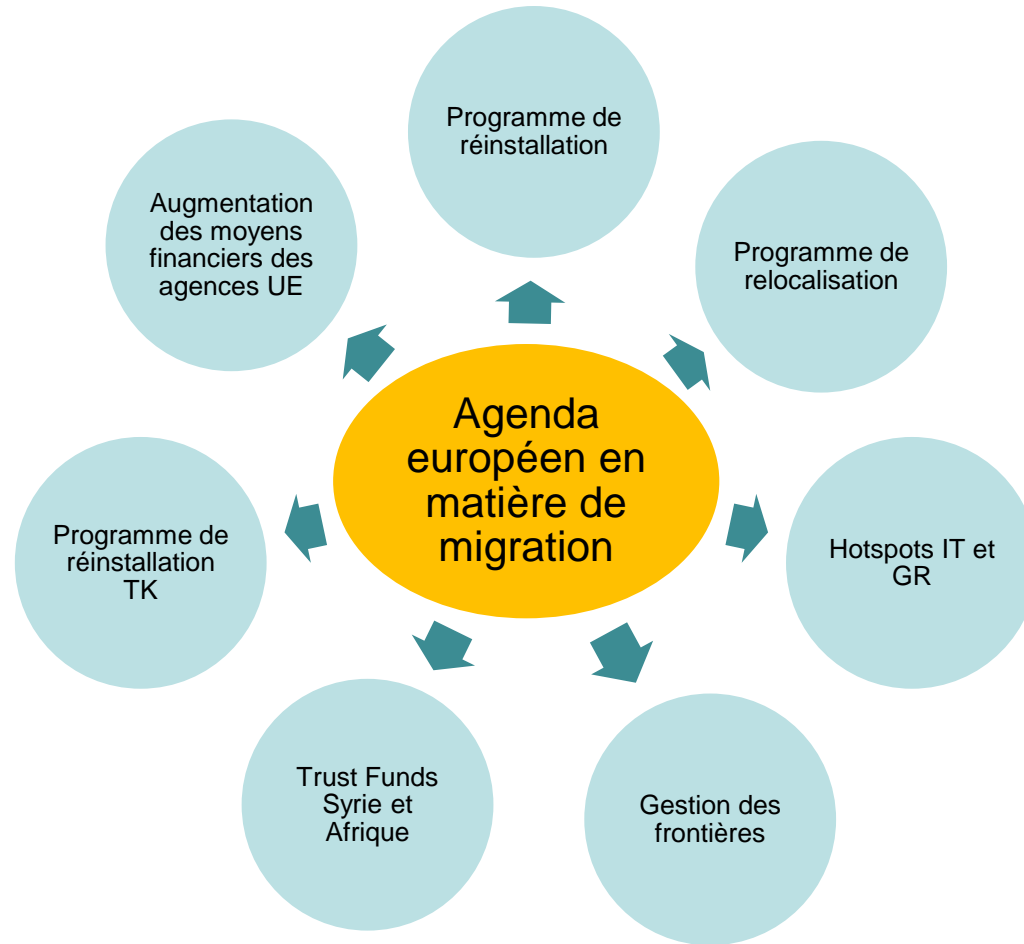 Programme de
réinstallation
Augmentation
des moyens
financiers des
agences UE
Programme de
relocalisation
Agenda
européen en
matière de
migration
Programme de
réinstallation
TK
Hotspots IT et
GR
Trust Funds
Syrie et
Afrique
Gestion des
frontières